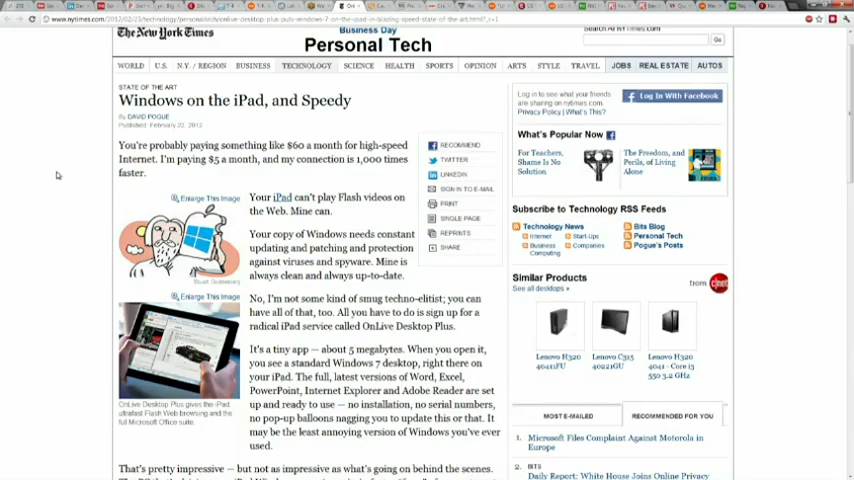 www.nytimes.com/2012/02/23/technology/personaltech/onlive-desktop-plus-puts-windows-7-on-the-ipad-in-blazing-speed-state-of-the-art.html?_r=1
The New York Times
Business Day
Personal Tech
Search All NYTimes.com
Go
WORLD U.S. N.Y. / REGION BUSINESS TECHNOLOGY SCIENCE HEALTH SPORTS OPINION ARTS STYLE TRAVEL JOBS REAL ESTATE AUTOS
STATE OF THE ART
Windows on the iPad, and Speedy
By DAVID POGUE
Published: February 22, 2012
You're probably paying something like $60 a month for high-speed
Internet. I'm paying $5 a month, and my connection is 1,000 times
faster.
RECOMMEND
TWITTER
LINKEDIN
SIGN IN TO E-MAIL
PRINT
SINGLE PAGE
REPRINTS
SHARE
Enlarge This Image
Stuart Goldenberg
Enlarge This Image
OnLive Desktop Plus gives the iPad
ultrafast Flash Web browsing and the
full Microsoft Office suite.
Your iPad can't play Flash videos on
the Web. Mine can.
Your copy of Windows needs constant
updating and patching and protection
against viruses and spyware. Mine is
always clean and always up-to-date.
No, I'm not some kind of smug techno-elitist; you can
have all of that, too. All you have to do is sign up for a
radical iPad service called OnLive Desktop Plus.
It's a tiny app — about 5 megabytes. When you open it,
you see a standard Windows 7 desktop, right there on
your iPad. The full, latest versions of Word, Excel,
PowerPoint, Internet Explorer and Adobe Reader are set
up and ready to use — no installation, no serial numbers,
no pop-up balloons nagging you to update this or that. It
may be the least annoying version of Windows you've ever
used.
That's pretty impressive — but not as impressive as what's going on behind the scenes.
Log in to see what your friends
are sharing on nytimes.com.
Privacy Policy | What's This?
Log In With Facebook
What's Popular Now
For Teachers,
Shame Is No
Solution
The Freedom, and
Perils, of Living
Alone
Subscribe to Technology RSS Feeds
Technology News
Internet
Start-Ups
Business
Computing
Companies
Bits Blog
Personal Tech
Pogue's Posts
Similar Products
See all desktops
from cnet
Lenovo H320
40411FU
Lenovo C315
40221GU
Lenovo H320
4041 - Core i3
550 3.2 GHz
MOST E-MAILED
RECOMMENDED FOR YOU
1. Microsoft Files Complaint Against Motorola in
Europe
2. BITS
Daily Report: White House Joins Online Privacy